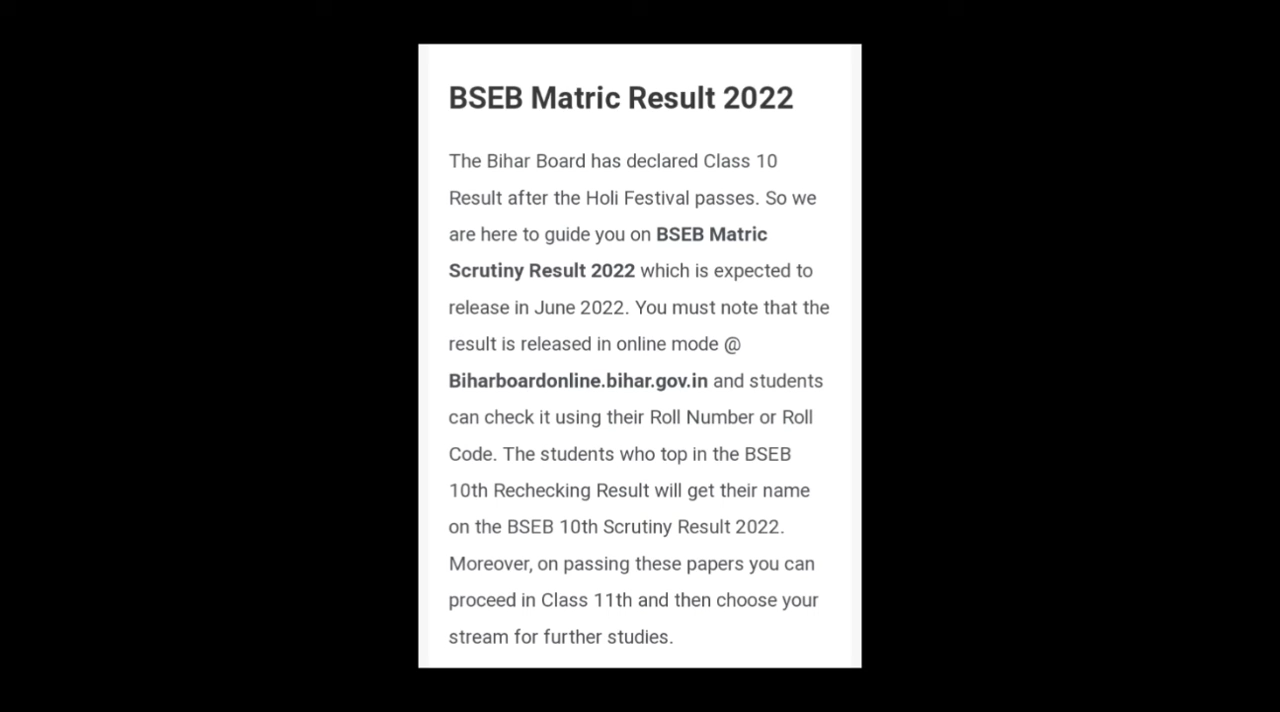 BSEB Matric Result 2022
The Bihar Board has declared Class 10
Result after the Holi Festival passes. So we
are here to guide you on BSEB Matric
Scrutiny Result 2022 which is expected to
release in June 2022. You must note that the
result is released in online mode @
Biharboardonline.bihar.gov.in and students
can check it using their Roll Number or Roll
Code. The students who top in the BSEB
10th Rechecking Result will get their name
on the BSEB 10th Scrutiny Result 2022.
Moreover, on passing these papers you can
proceed in Class 11th and then choose your
stream for further studies.